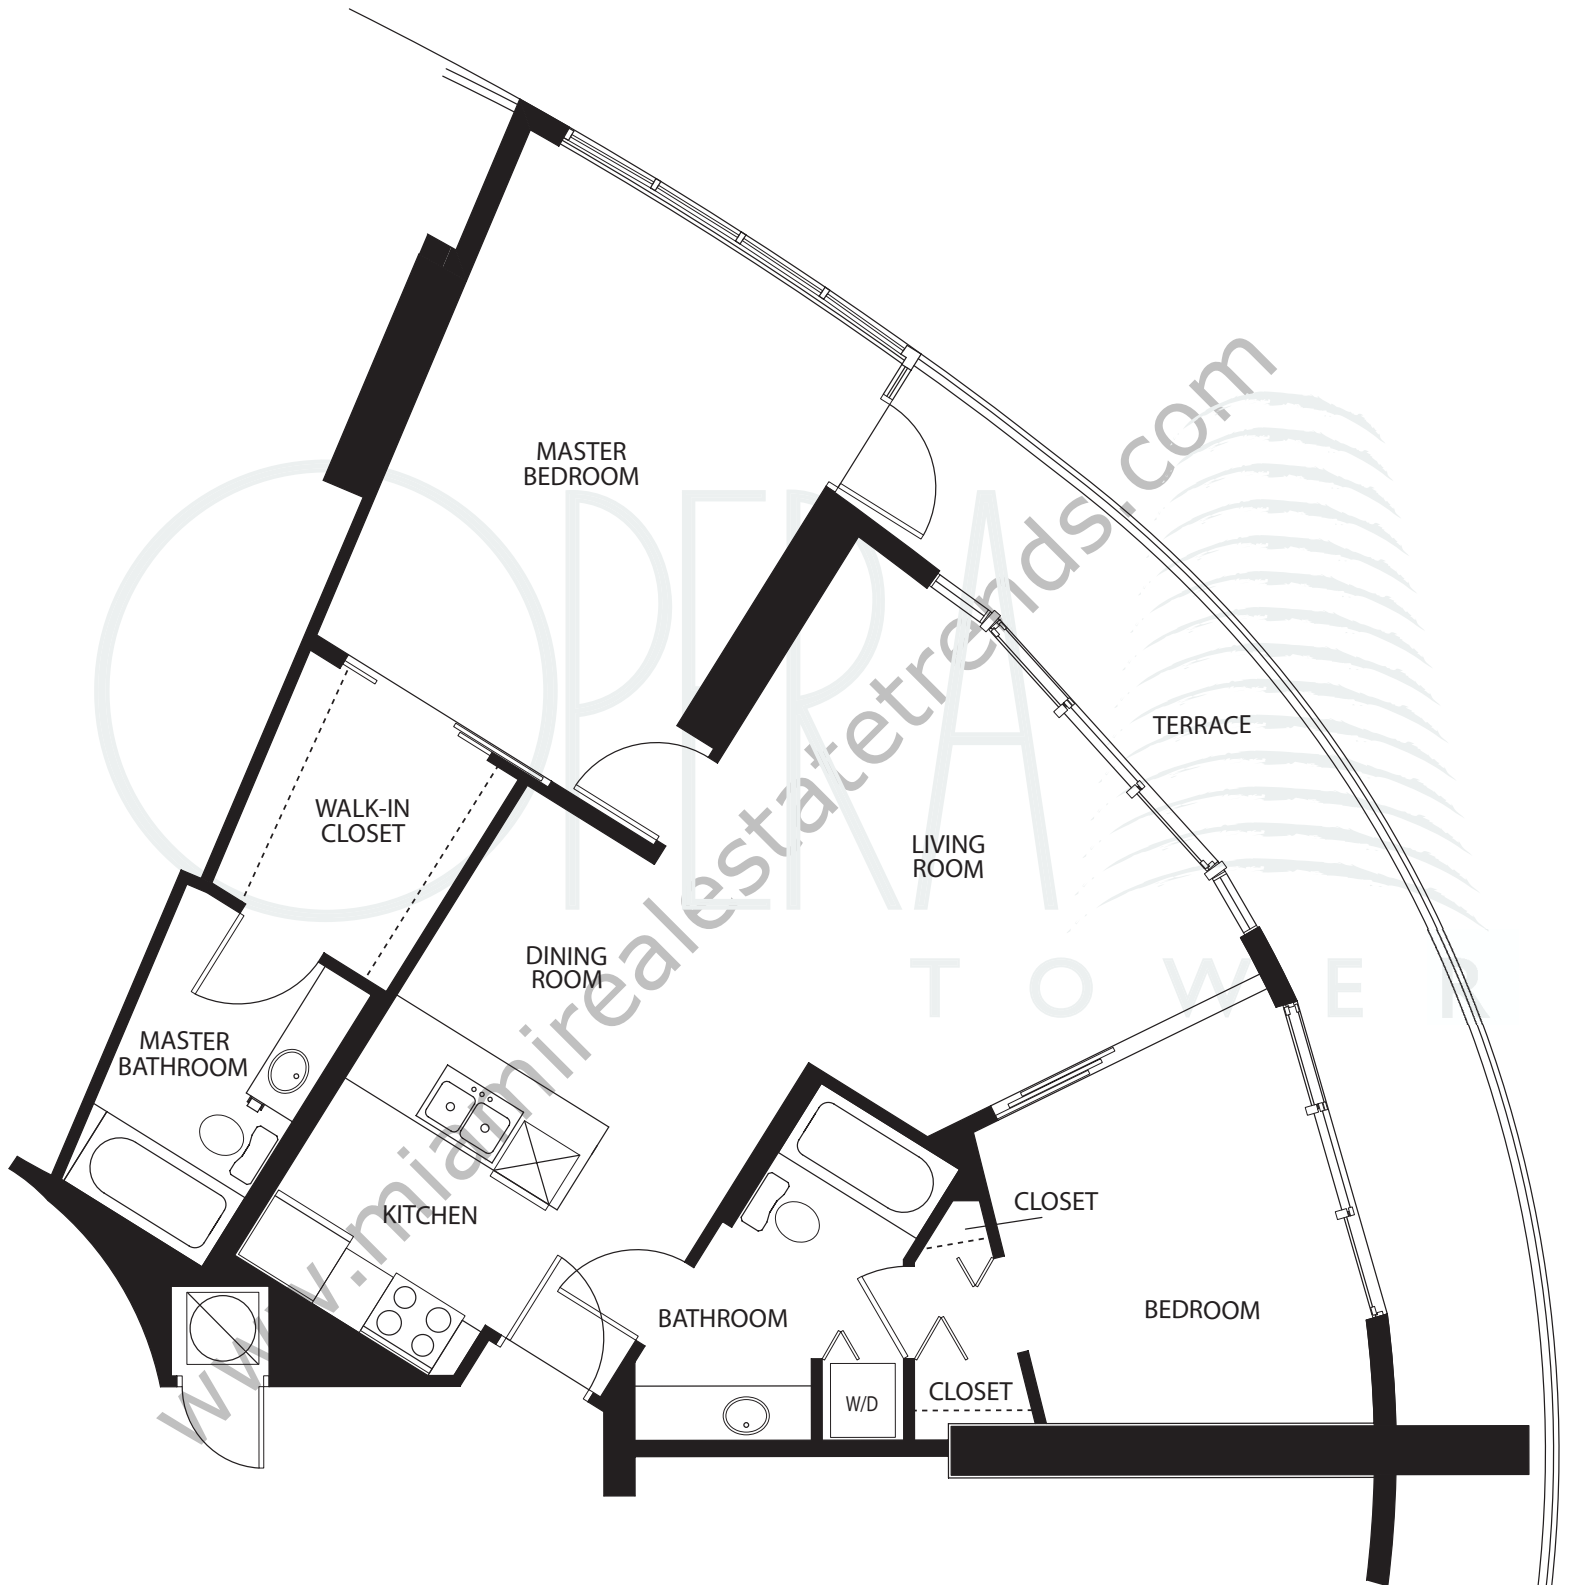 MASTER
BEDROOM
TERRACE
WALK-IN
CLOSET
LIVING
ROOM
DINING
ROOM
MASTER
BATHROOM
KITCHEN
CLOSET
BATHROOM
BEDROOM
CLOSET
W/D
OPERA
TOWER
www.miamirealestatetrends.com